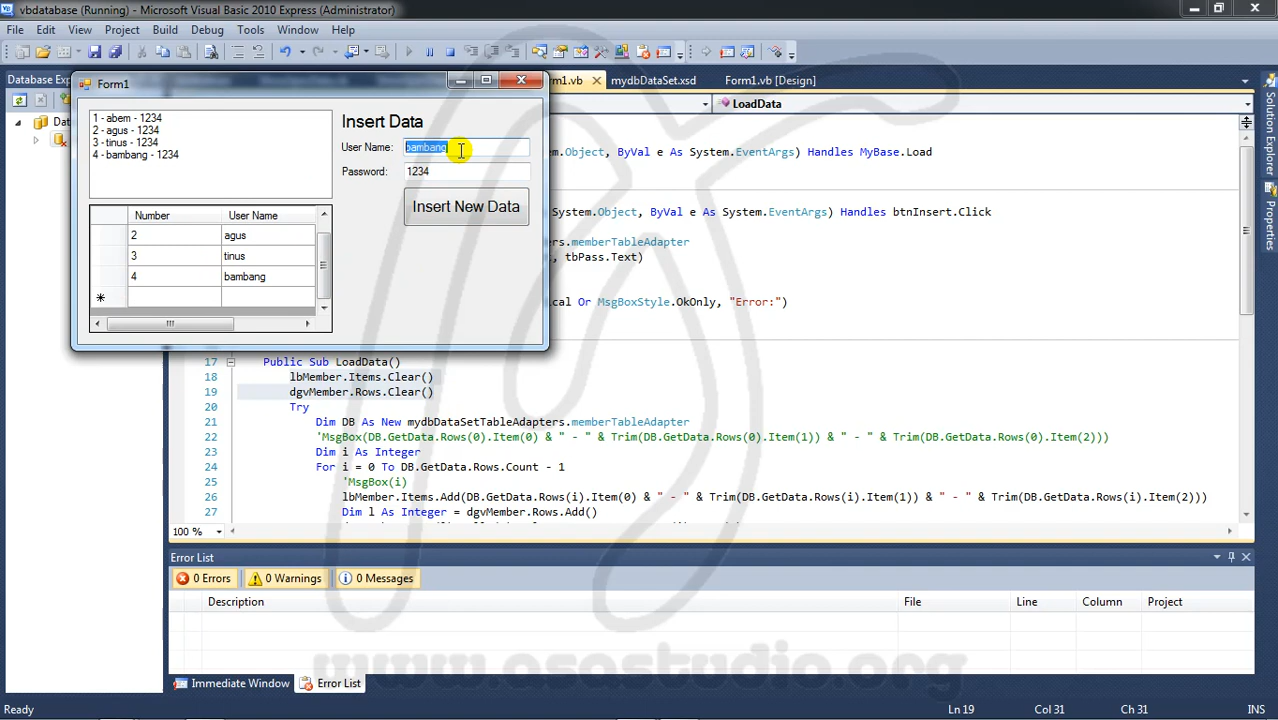 vbdatabase (Running) - Microsoft Visual Basic 2010 Express (Administrator)
File Edit View Project Build Debug Tools Window Help
Database Exp
m1.vb
mydbDataSet.xsd
Form1.vb [Design]
LoadData
Dat
Solution Explorer
Properties
Form1
1 - abem - 1234
2 - agus - 1234
3 - tinus - 1234
4 - bambang - 1234
Insert Data
User Name: bambang
Password: 1234
Insert New Data
Number User Name
2 agus
3 tinus
4 bambang
*
.Object, ByVal e As System.EventArgs) Handles MyBase.Load
System.Object, ByVal e As System.EventArgs) Handles btnInsert.Click
rs.memberTableAdapter
, tbPass.Text)
ical Or MsgBoxStyle.OkOnly, "Error:")
17 Public Sub LoadData()
18 lbMember.Items.Clear()
19 dgvMember.Rows.Clear()
20 Try
21 Dim DB As New mydbDataSetTableAdapters.memberTableAdapter
22 'MsgBox(DB.GetData.Rows(0).Item(0) & " - " & Trim(DB.GetData.Rows(0).Item(1)) & " - " & Trim(DB.GetData.Rows(0).Item(2)))
23 Dim i As Integer
24 For i = 0 To DB.GetData.Rows.Count - 1
25 'MsgBox(i)
26 lbMember.Items.Add(DB.GetData.Rows(i).Item(0) & " - " & Trim(DB.GetData.Rows(i).Item(1)) & " - " & Trim(DB.GetData.Rows(i).Item(2)))
27 Dim l As Integer = dgvMember.Rows.Add()
100 %
Error List
0 Errors 0 Warnings 0 Messages
Description File Line Column Project
www.asastudio.org
Immediate Window Error List
Ready Ln 19 Col 31 Ch 31 INS